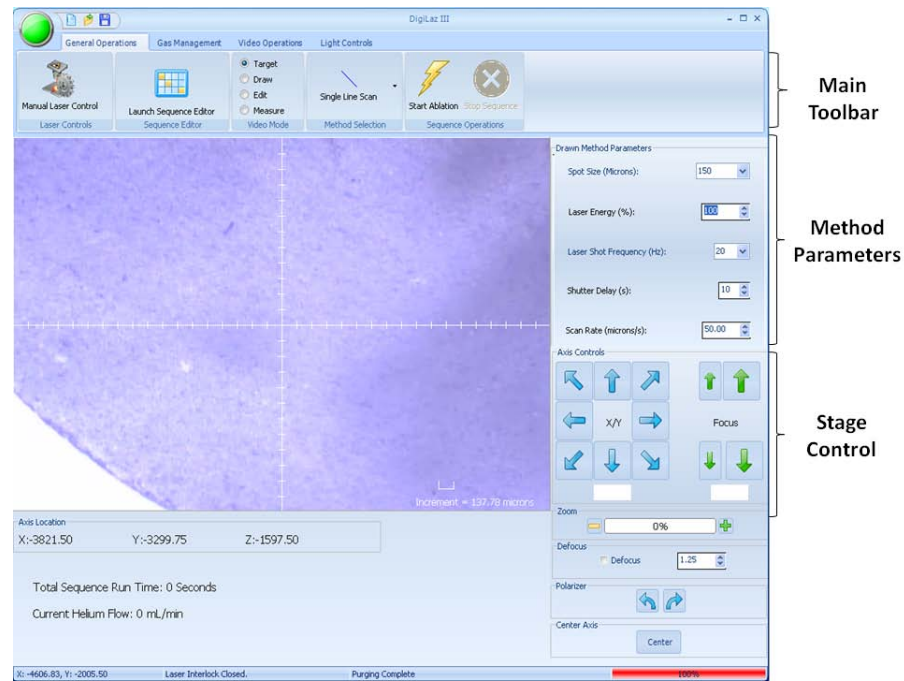 DigiLaz III
General Operations Gas Management Video Operations Light Controls
Manual Laser Control
Laser Controls
Launch Sequence Editor
Sequence Editor
Target
Draw
Edit
Measure
Video Mode
Single Line Scan
Method Selection
Start Ablation Stop Sequence
Sequence Operations
Main
Toolbar
Drawn Method Parameters
Spot Size (Microns): 150
Laser Energy (%): 100
Laser Shot Frequency (Hz): 20
Shutter Delay (s): 10
Scan Rate (microns/s): 50.00
Method
Parameters
Axis Controls
X/Y
Focus
Stage
Control
Increment = 137.78 microns
Zoom
0%
Defocus
Defocus 1.25
Polarizer
Center Axis
Center
Axis Location
X:-3821.50 Y:-3299.75 Z:-1597.50
Total Sequence Run Time: 0 Seconds
Current Helium Flow: 0 mL/min
X: -4606.83, Y: -2005.50 Laser Interlock Closed. Purging Complete 100%